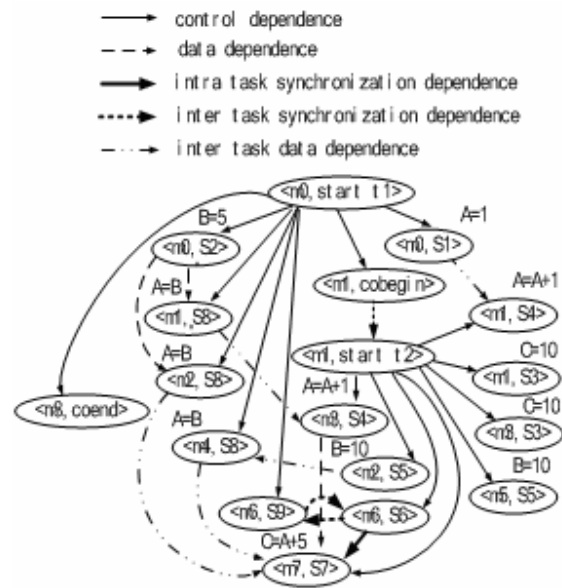 control dependence
data dependence
intra task synchronization dependence
inter task synchronization dependence
inter task data dependence
<n0, start t1>
B=5
A=1
<n0, S2>
<n0, S1>
A=B
<n1, cobegin>
A=A+1
<n1, S8>
<n1, S4>
A=B
<n1, start t2>
C=10
<n2, S8>
A=A+1
<n1, S3>
<n8, coend>
A=B
<n3, S4>
C=10
<n3, S3>
<n4, S8>
B=10
<n2, S5>
B=10
<n5, S5>
<n6, S9>
<n6, S6>
C=A+5
<n7, S7>